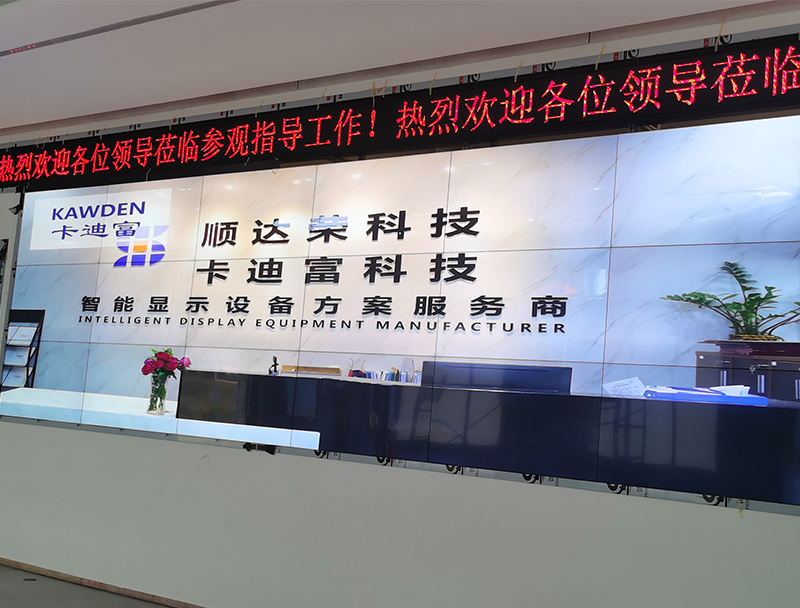 热烈欢迎各位领导莅临参观指导工作！热烈欢迎各位领导莅临
KAWDEN
卡迪富
顺达荣科技
卡迪富科技
智能显示设备方案服务商
INTELLIGENT DISPLAY EQUIPMENT MANUFACTURER